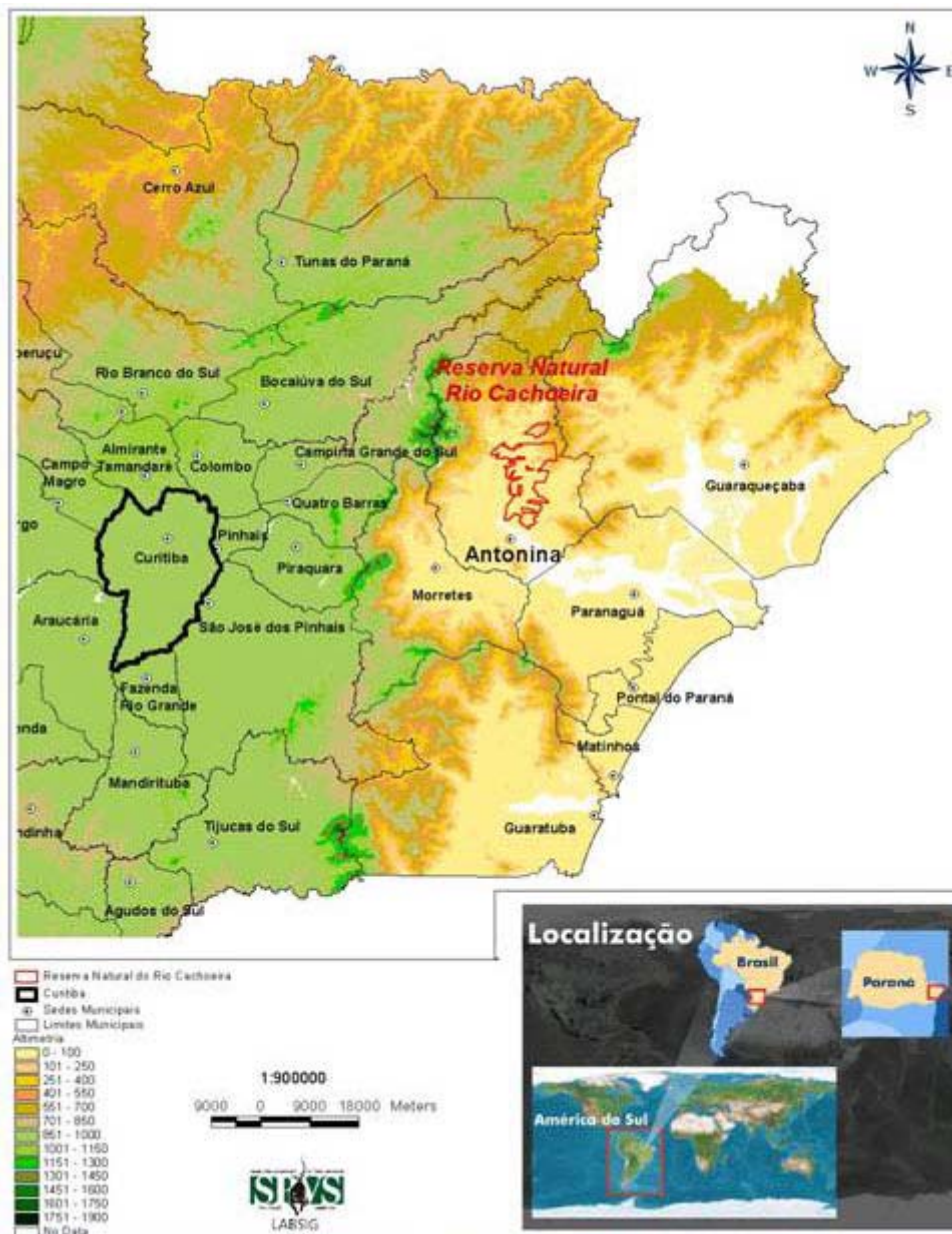 N
W E
S
Cerro Azul
Tunas do Paraná
Reserva Natural
Rio Cachoeira
Rio Branco do Sul
Bocaiúva do Sul
Almirante
Tamandaré
Colombo
Campina Grande do Sul
Campo
Magro
Quatro Barras
Guaraqueçaba
Pinhais
Curitiba
Piraquara
Antonina
Morretes
Paranaguá
Araucária
São José dos Pinhais
Fazenda
Rio Grande
Pontal do Paraná
Matinhos
Mandirituba
Tijucas do Sul
Guaratuba
Agudos do Sul
Localização
Brasil
Paraná
América do Sul
Reserva Natural do Rio Cachoeira
Curitiba
Sedes Municipais
Limites Municipais
Altimetria
0 - 100
101 - 250
251 - 400
401 - 550
551 - 700
701 - 850
851 - 1000
1001 - 1150
1151 - 1300
1301 - 1450
1451 - 1600
1601 - 1750
1751 - 1900
No Data
1:900000
9000 0 9000 18000 Meters
SPVS
LABSIG